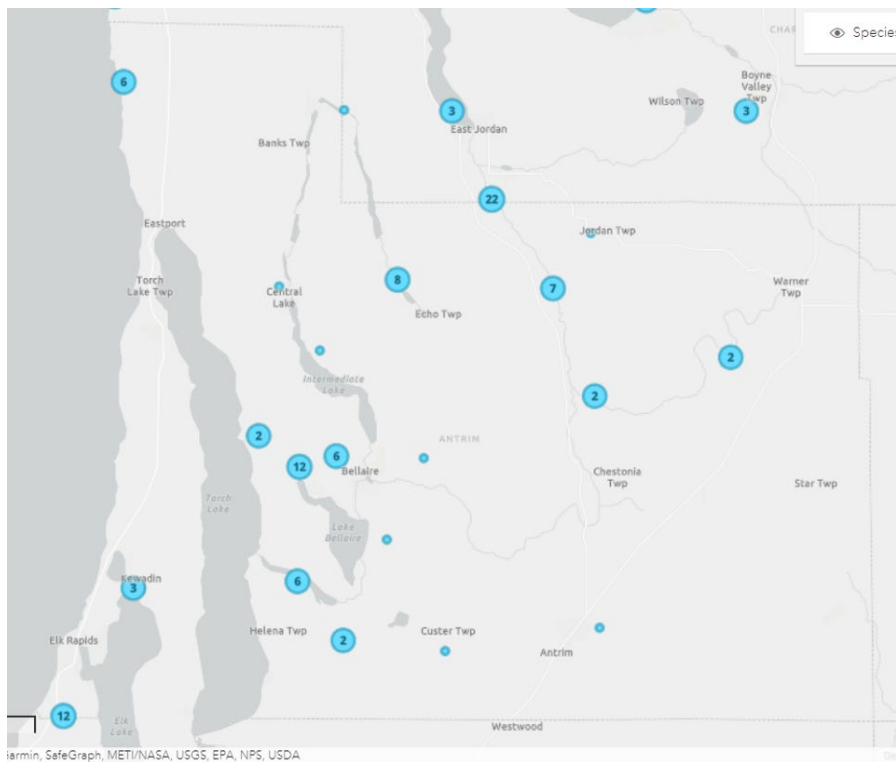 CHAR
Species
6
Boyne
Valley
Twp
3
Wilson Twp
3
East Jordan
Banks Twp
22
Eastport
Jordan Twp
Torch
Lake Twp
Central
Lake
8
7
Warner
Twp
Echo Twp
2
Intermediate
Lake
2
2
ANTRIM
6
12
Bellaire
Chestonia
Twp
Star Twp
Torch
Lake
Lake
Bellaire
Kewadin
3
6
Helena Twp
Custer Twp
Elk Rapids
2
Antrim
12
Elk
Lake
Westwood
Garmin, SafeGraph, METI/NASA, USGS, EPA, NPS, USDA